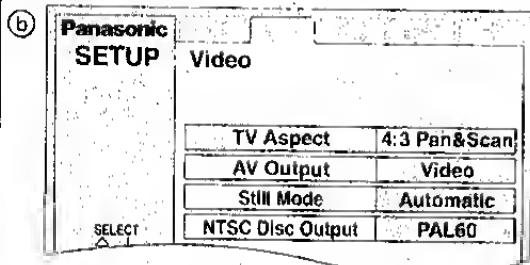 b
Panasonic
SETUP
Video
TV Aspect 4:3 Pan&Scan
AV Output Video
Still Mode Automatic
NTSC Disc Output PAL60
SELECT